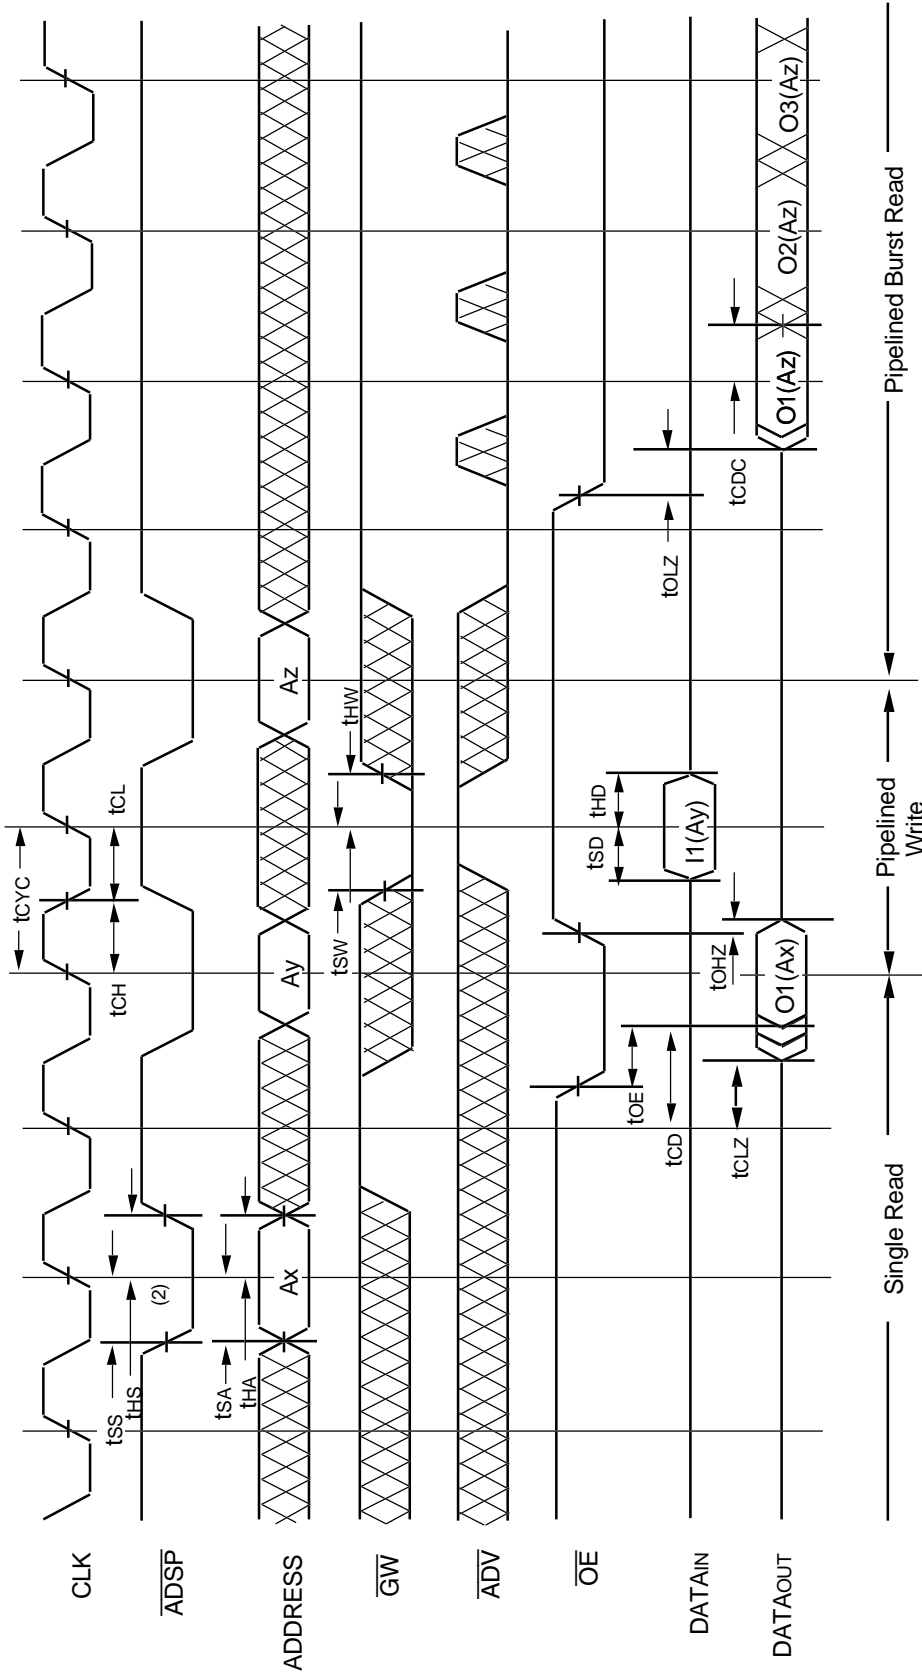 tCYC
tCH
tCL
CLK
tSS
tHS
(2)
ADSP
tSA
tHA
ADDRESS
Ax
Ay
Az
tSW
tHW
GW
ADV
OE
tOE
tOHZ
tSD
tHD
tOLZ
DATAIN
I1(Ay)
tCD
tCLZ
tCDC
DATAOUT
O1(Ax)
O1(Az)
O2(Az)
O3(Az)
Single Read
Pipelined
Write
Pipelined Burst Read